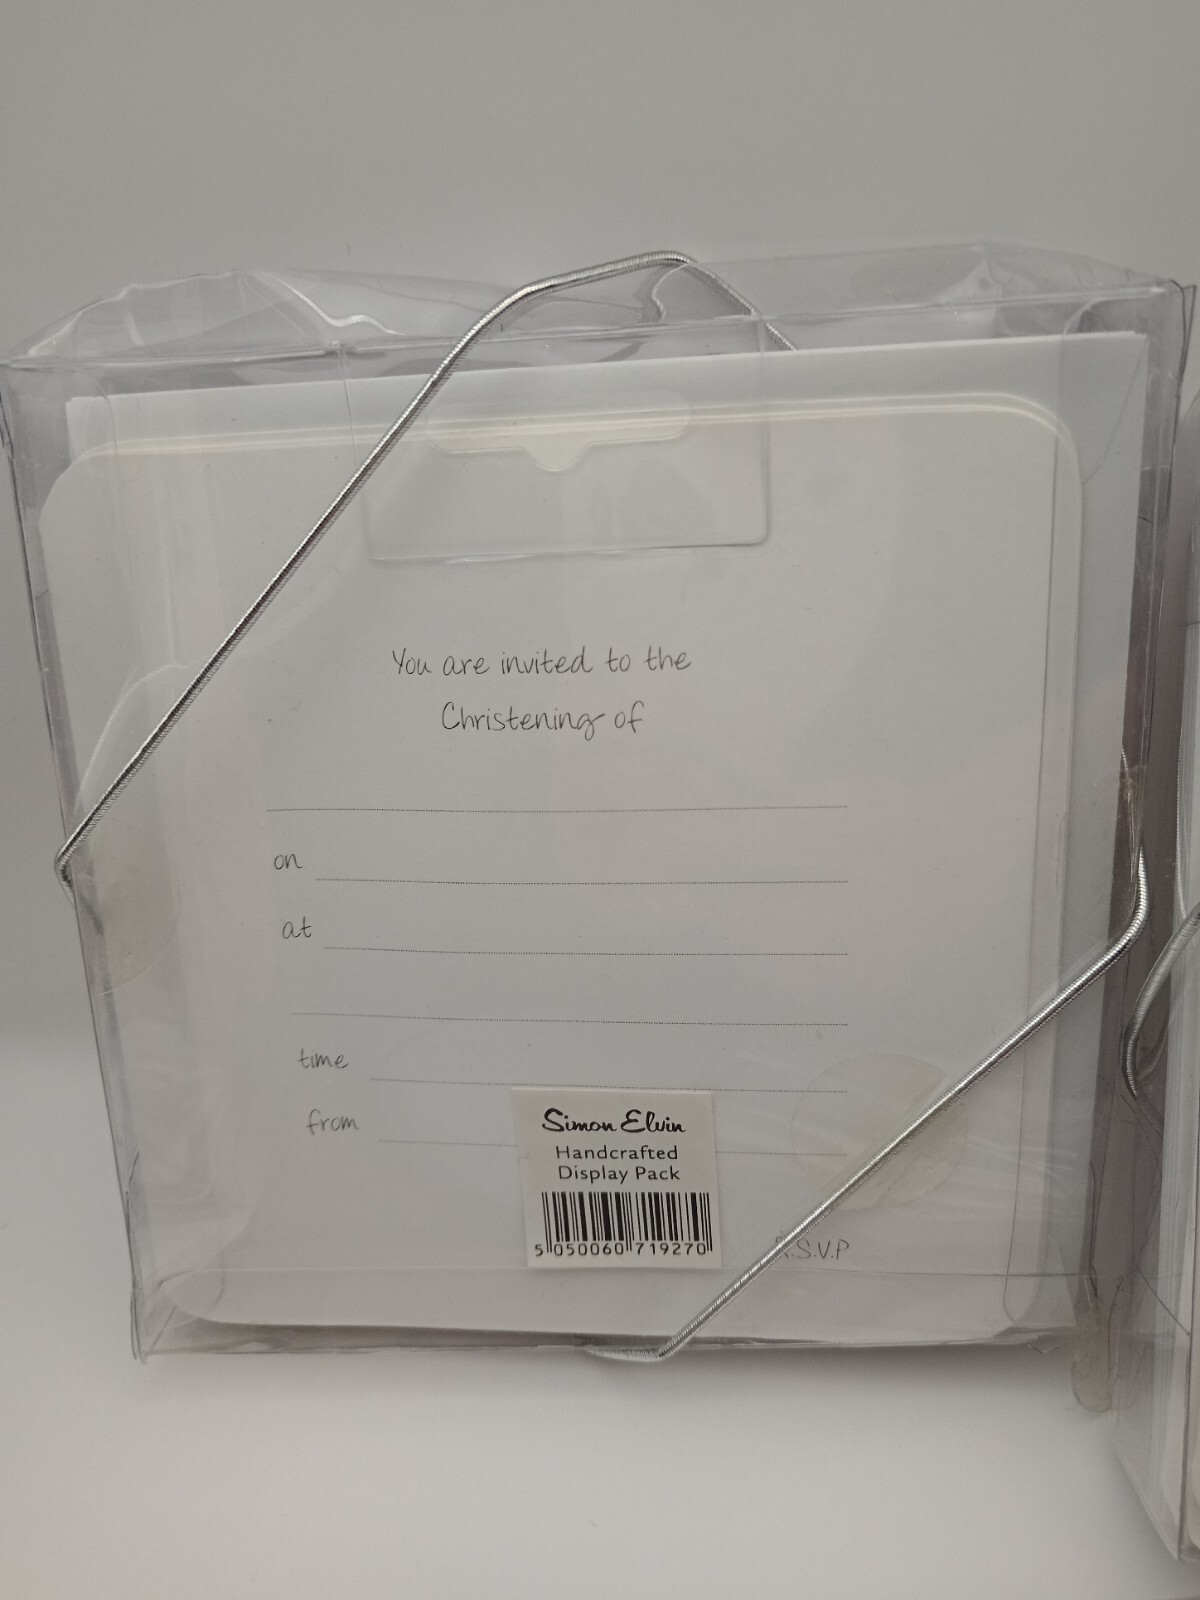 You are invited to the
Christening of
on
at
time
from
Simon Elvin
Handcrafted
Display Pack
5 050060 719270
R.S.V.P